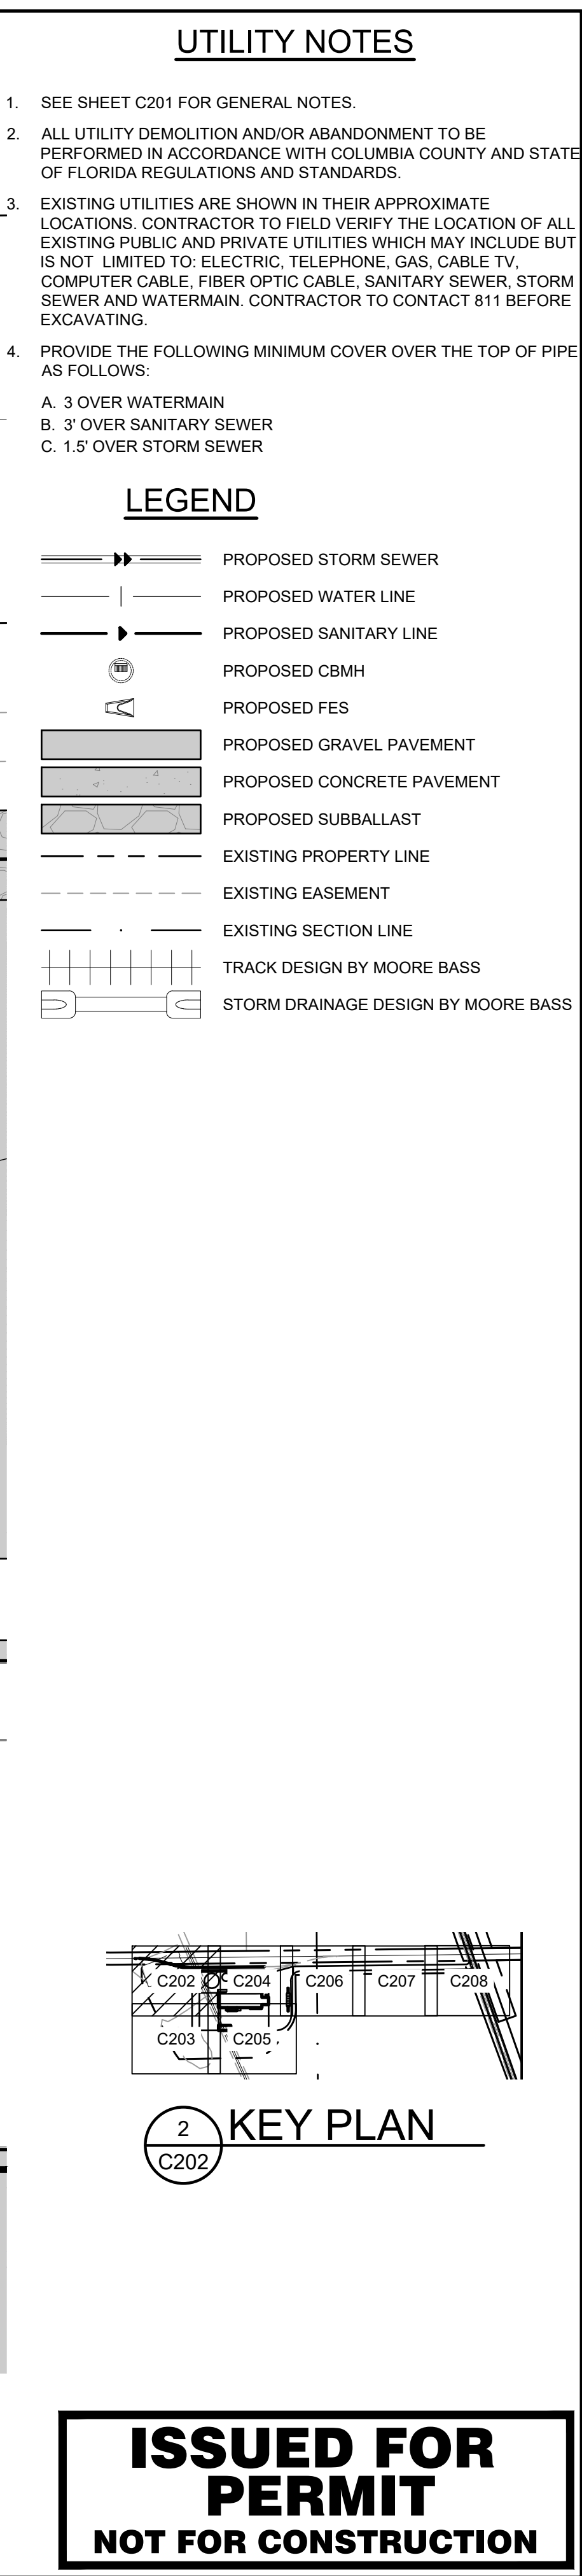 UTILITY NOTES
1. SEE SHEET C201 FOR GENERAL NOTES.
2. ALL UTILITY DEMOLITION AND/OR ABANDONMENT TO BE
PERFORMED IN ACCORDANCE WITH COLUMBIA COUNTY AND STATE
OF FLORIDA REGULATIONS AND STANDARDS.
3. EXISTING UTILITIES ARE SHOWN IN THEIR APPROXIMATE
LOCATIONS. CONTRACTOR TO FIELD VERIFY THE LOCATION OF ALL
EXISTING PUBLIC AND PRIVATE UTILITIES WHICH MAY INCLUDE BUT
IS NOT LIMITED TO: ELECTRIC, TELEPHONE, GAS, CABLE TV,
COMPUTER CABLE, FIBER OPTIC CABLE, SANITARY SEWER, STORM
SEWER AND WATERMAIN. CONTRACTOR TO CONTACT 811 BEFORE
EXCAVATING.
4. PROVIDE THE FOLLOWING MINIMUM COVER OVER THE TOP OF PIPE
AS FOLLOWS:
A. 3 OVER WATERMAIN
B. 3' OVER SANITARY SEWER
C. 1.5' OVER STORM SEWER
LEGEND
PROPOSED STORM SEWER
PROPOSED WATER LINE
PROPOSED SANITARY LINE
PROPOSED CBMH
PROPOSED FES
PROPOSED GRAVEL PAVEMENT
PROPOSED CONCRETE PAVEMENT
PROPOSED SUBBALLAST
EXISTING PROPERTY LINE
EXISTING EASEMENT
EXISTING SECTION LINE
TRACK DESIGN BY MOORE BASS
STORM DRAINAGE DESIGN BY MOORE BASS
C202 C204 C206 C207 C208
C203 C205
2 KEY PLAN
C202
ISSUED FOR
PERMIT
NOT FOR CONSTRUCTION